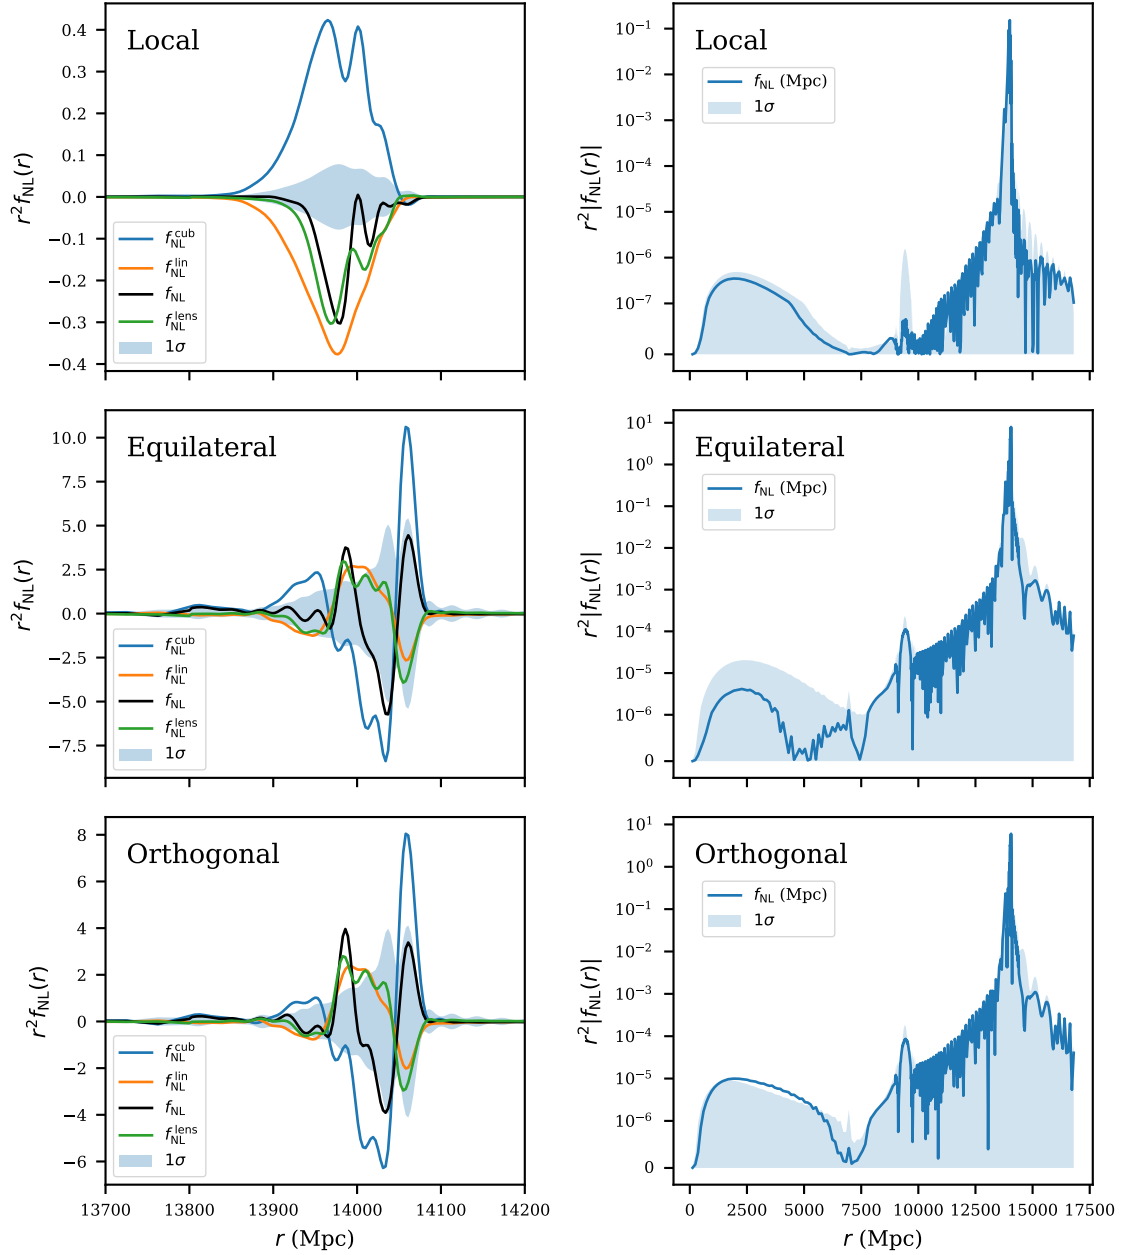 Local
0.4
0.3
0.2
0.1
0.0
−0.1
−0.2
−0.3
−0.4
r²f_NL(r)
f_NL^cub
f_NL^lin
f_NL
f_NL^lens
1σ
Local
10⁻¹
10⁻²
10⁻³
10⁻⁴
10⁻⁵
10⁻⁶
10⁻⁷
0
r²|f_NL(r)|
f_NL (Mpc)
1σ
Equilateral
10.0
7.5
5.0
2.5
0.0
−2.5
−5.0
−7.5
r²f_NL(r)
f_NL^cub
f_NL^lin
f_NL
f_NL^lens
1σ
Equilateral
10¹
10⁰
10⁻¹
10⁻²
10⁻³
10⁻⁴
10⁻⁵
10⁻⁶
0
r²|f_NL(r)|
f_NL (Mpc)
1σ
Orthogonal
8
6
4
2
0
−2
−4
−6
r²f_NL(r)
f_NL^cub
f_NL^lin
f_NL
f_NL^lens
1σ
13700 13800 13900 14000 14100 14200
r (Mpc)
Orthogonal
10¹
10⁰
10⁻¹
10⁻²
10⁻³
10⁻⁴
10⁻⁵
10⁻⁶
0
r²|f_NL(r)|
f_NL (Mpc)
1σ
0 2500 5000 7500 10000 12500 15000 17500
r (Mpc)